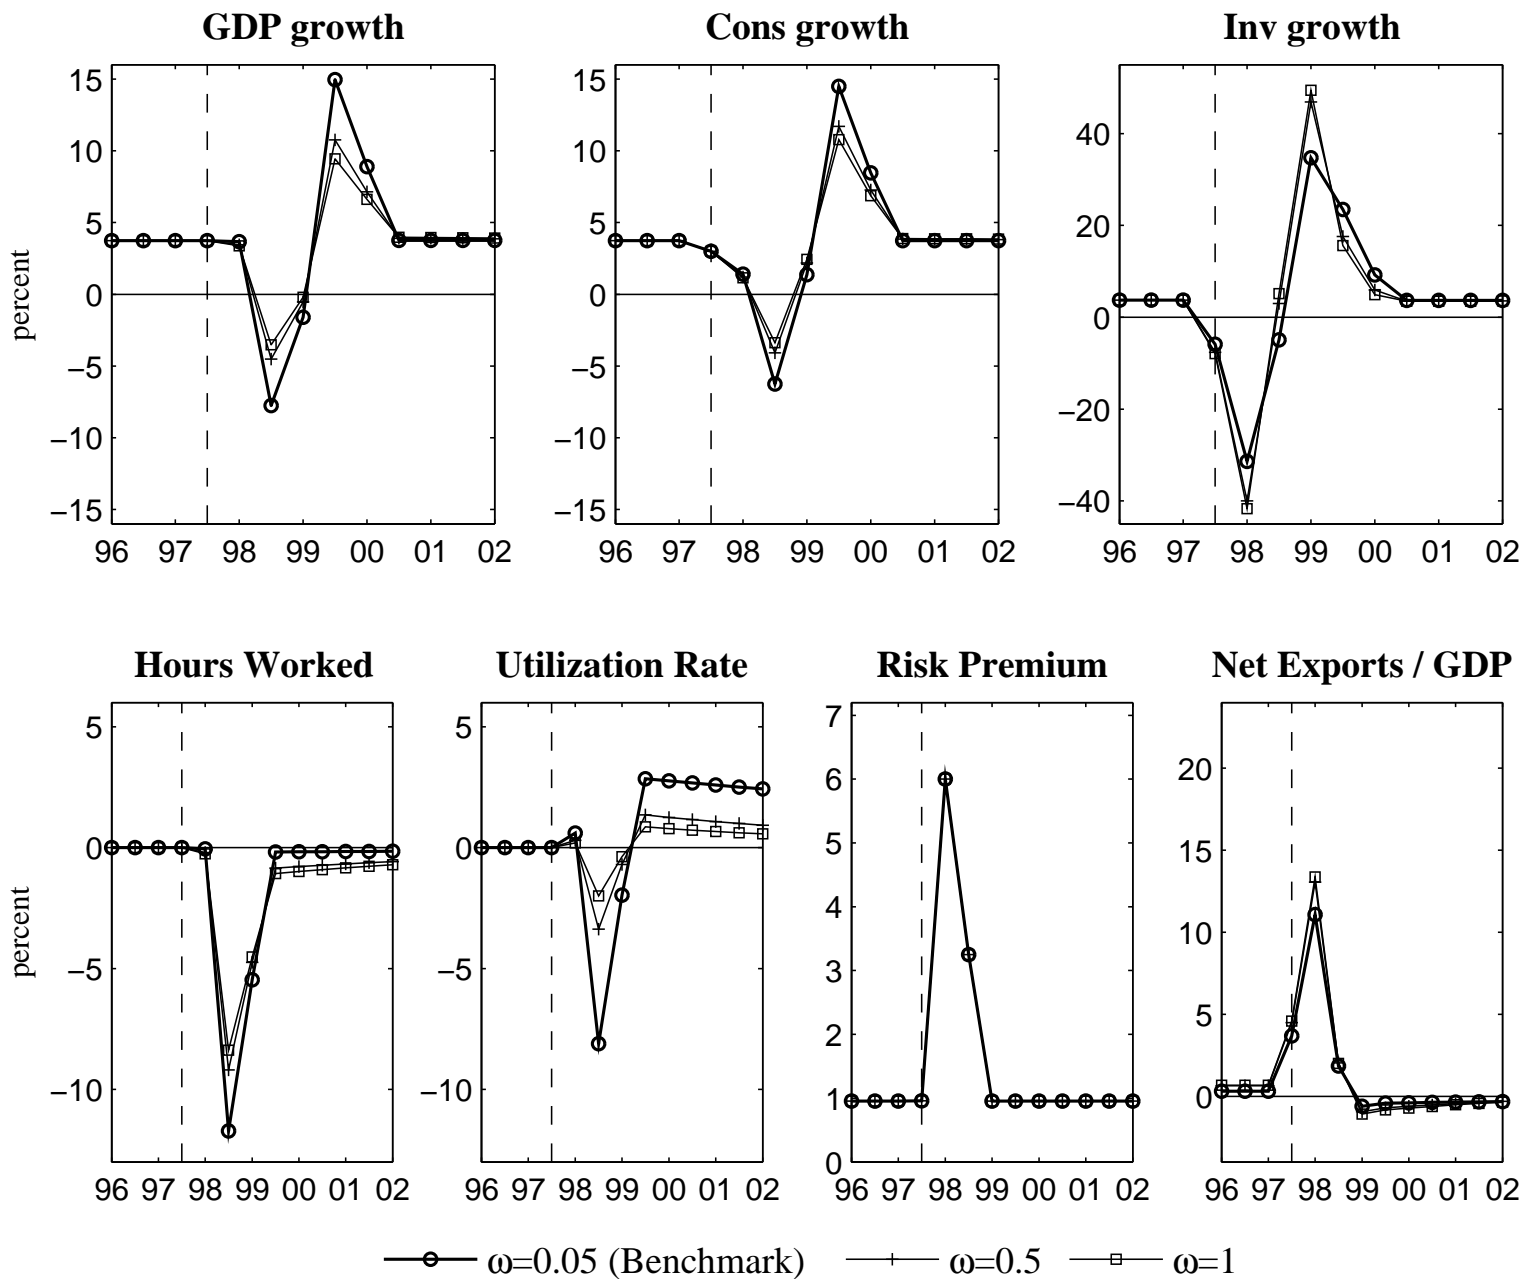 GDP growth
Cons growth
Inv growth
percent
15
10
5
0
−5
−10
−15
96 97 98 99 00 01 02
15
10
5
0
−5
−10
−15
96 97 98 99 00 01 02
40
20
0
−20
−40
96 97 98 99 00 01 02
Hours Worked
Utilization Rate
Risk Premium
Net Exports / GDP
percent
5
0
−5
−10
96 97 98 99 00 01 02
5
0
−5
−10
96 97 98 99 00 01 02
7
6
5
4
3
2
1
0
96 97 98 99 00 01 02
20
15
10
5
0
96 97 98 99 00 01 02
ω=0.05 (Benchmark) ω=0.5 ω=1